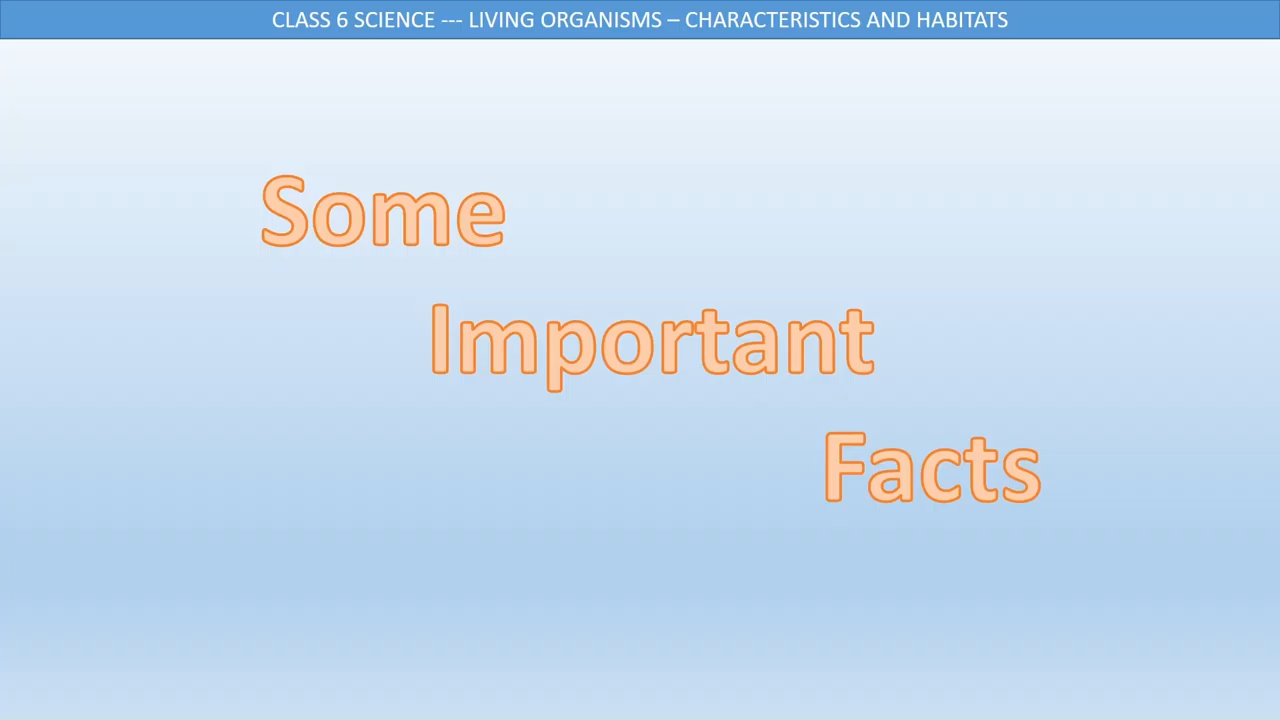 CLASS 6 SCIENCE --- LIVING ORGANISMS – CHARACTERISTICS AND HABITATS
Some
Important
Facts